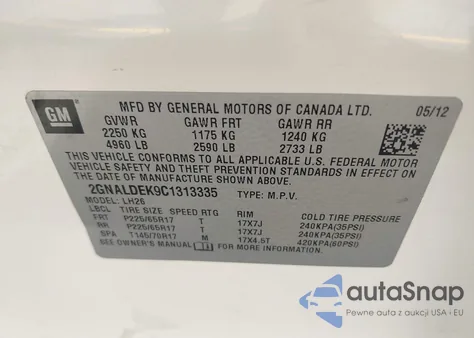 GM
MFD BY GENERAL MOTORS OF CANADA LTD. 05/12
GVWR GAWR FRT GAWR RR
2250 KG 1175 KG 1240 KG
4960 LB 2590 LB 2733 LB
THIS VEHICLE CONFORMS TO ALL APPLICABLE U.S. FEDERAL MOTOR
VEHICLE SAFETY AND THEFT PREVENTION STANDARDS IN EFFECT ON
THE DATE OF MANUFACTURE SHOWN ABOVE.
2GNALDEK9C1313335 TYPE: M.P.V.
MODEL: LH26
LBCL TIRE SIZE SPEED RTG RIM COLD TIRE PRESSURE
FRT P225/65R17 T 17X7J 240KPA(35PSI)
RR P225/65R17 T 17X7J 240KPA(35PSI)
SPA T145/70R17 M 17X4.5T 420KPA(60PSI)
SEE OWNER'S MANUAL
autaSnap
Pewne auta z aukcji USA - EU